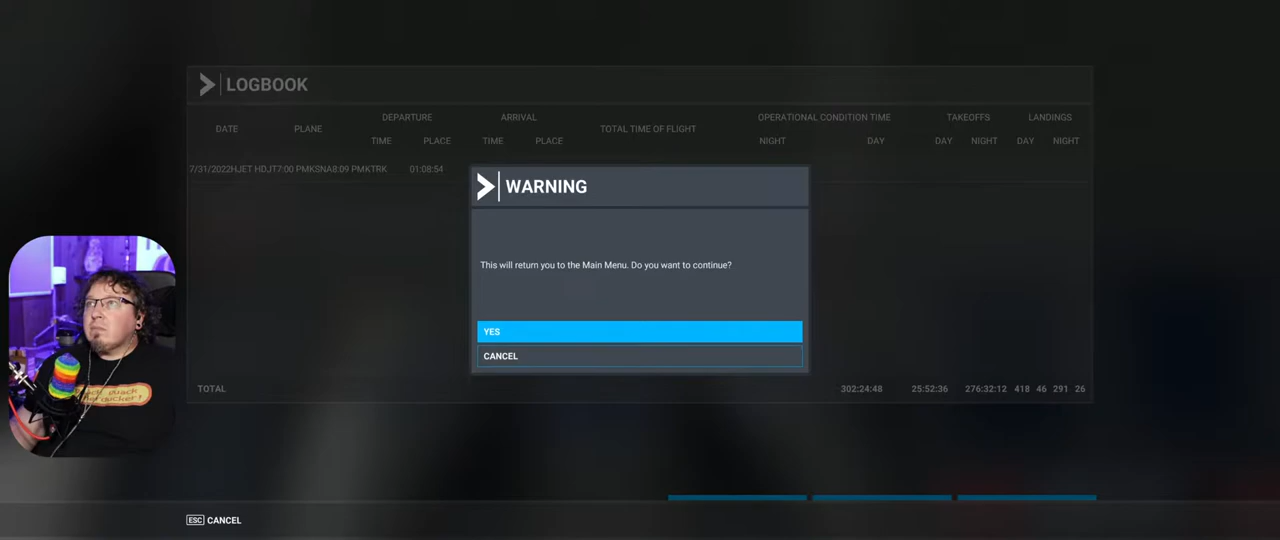 LOGBOOK
DEPARTURE ARRIVAL OPERATIONAL CONDITION TIME TAKEOFFS LANDINGS
DATE PLANE TOTAL TIME OF FLIGHT
TIME PLACE TIME PLACE NIGHT DAY DAY NIGHT DAY NIGHT
7/31/2022HJET HDJT7:00 PMKSNA8:09 PMKTRK 01:08:54
WARNING
This will return you to the Main Menu. Do you want to continue?
YES
CANCEL
TOTAL 302:24:48 25:52:36 276:32:12 418 46 291 26
ESC CANCEL